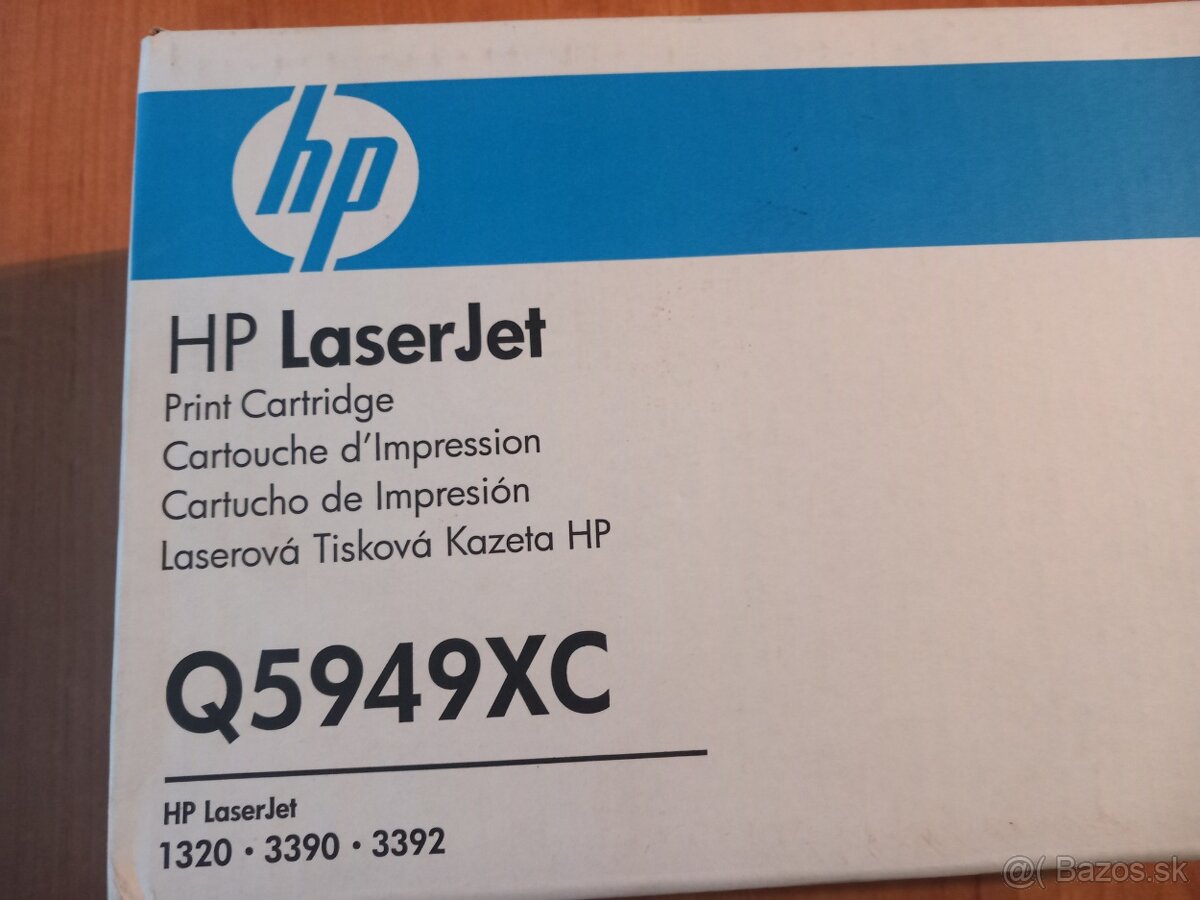 hp
HP LaserJet
Print Cartridge
Cartouche d'Impression
Cartucho de Impresión
Laserová Tisková Kazeta HP
Q5949XC
HP LaserJet
1320 • 3390 • 3392
@( Bazos.sk